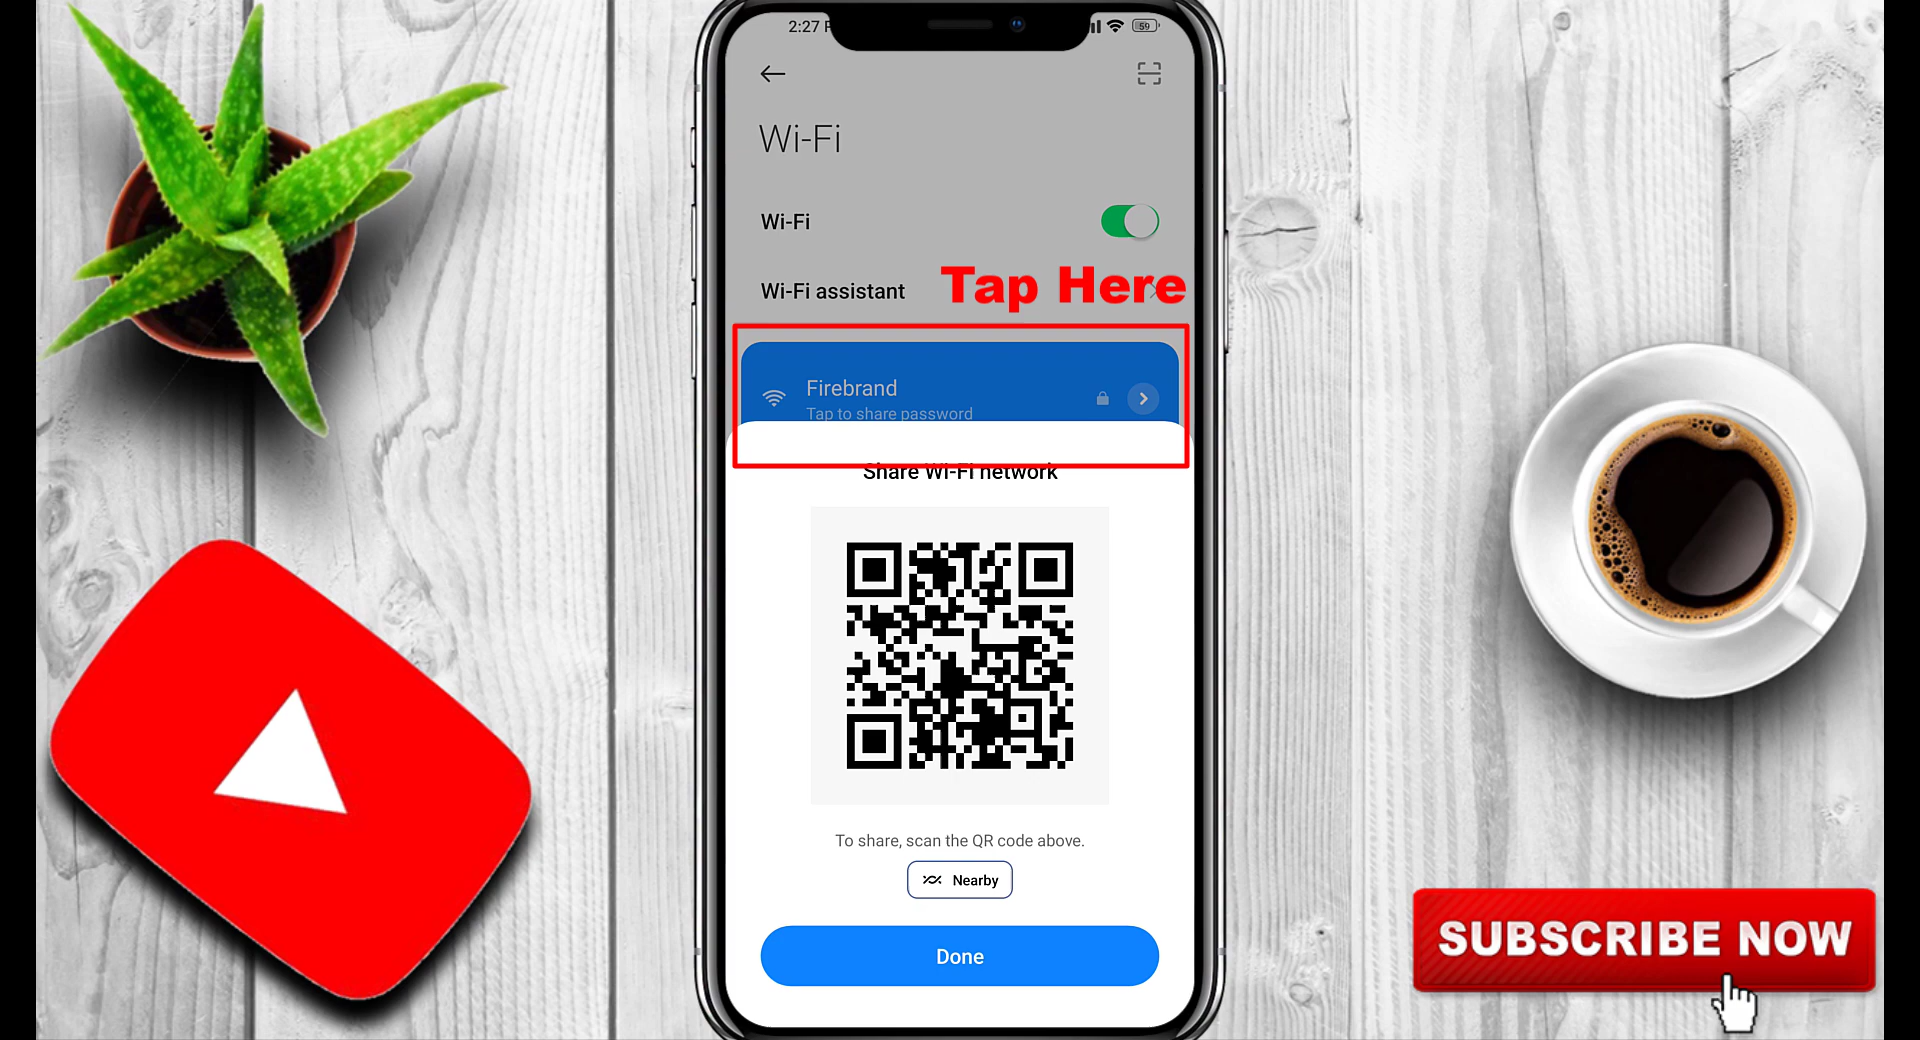 2:27
59
Wi-Fi
Wi-Fi
Wi-Fi assistant
Tap Here
Firebrand
Tap to share password
Share Wi-Fi network
To share, scan the QR code above.
Nearby
Done
SUBSCRIBE NOW